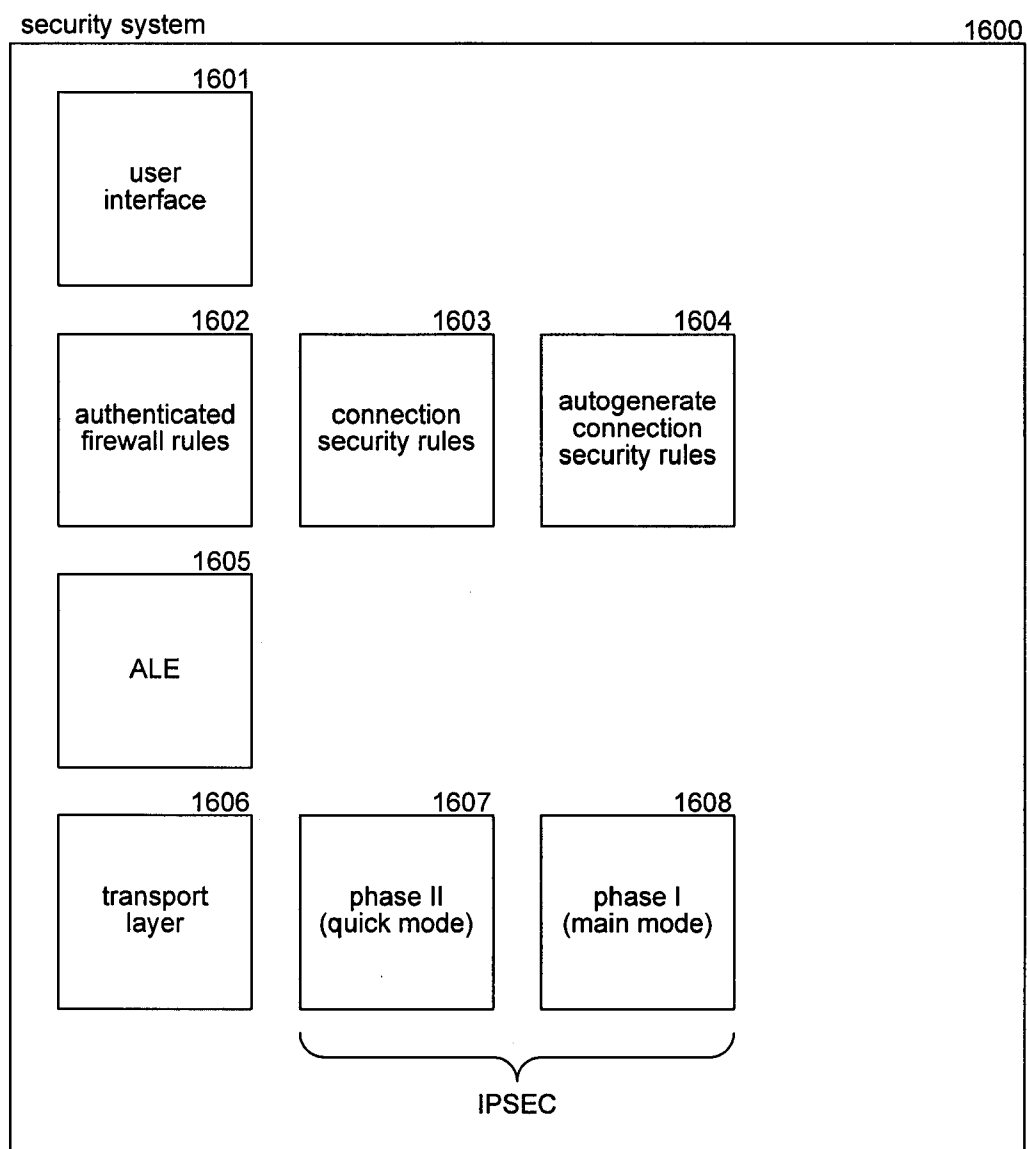 security system
1600
1601
user
interface
1602
1603
1604
authenticated
firewall rules
connection
security rules
autogenerate
connection
security rules
1605
ALE
1606
1607
1608
transport
layer
phase II
(quick mode)
phase I
(main mode)
IPSEC